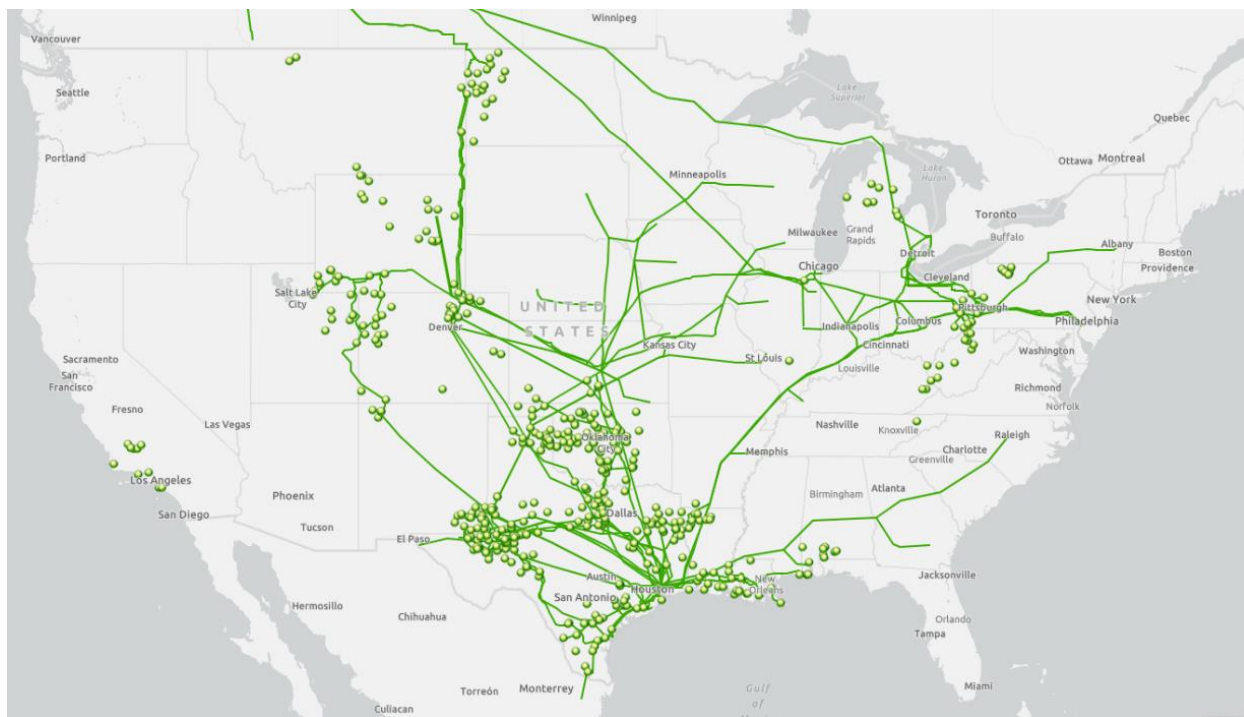 Winnipeg
Vancouver
Seattle
Lake
Superior
Quebec
Portland
Ottawa
Montreal
Lake
Huron
Minneapolis
Toronto
Milwaukee
Grand
Rapids
Buffalo
Detroit
Albany
Boston
Chicago
Cleveland
Providence
Salt Lake
City
UNITED
STATES
New York
Pittsburgh
Denver
Indianapolis
Columbus
Philadelphia
Kansas City
Cincinnati
Sacramento
San
Francisco
St Louis
Louisville
Washington
Richmond
Fresno
Norfolk
Las Vegas
Nashville
Knoxville
Raleigh
Oklahoma
City
Memphis
Greenville
Charlotte
Los Angeles
Phoenix
Birmingham
Atlanta
San Diego
Tucson
Dallas
El Paso
Austin
Houston
New
Orleans
Jacksonville
San Antonio
Hermosillo
Chihuahua
Orlando
Tampa
Torreón
Monterrey
Gulf
of
Miami
Culiacan